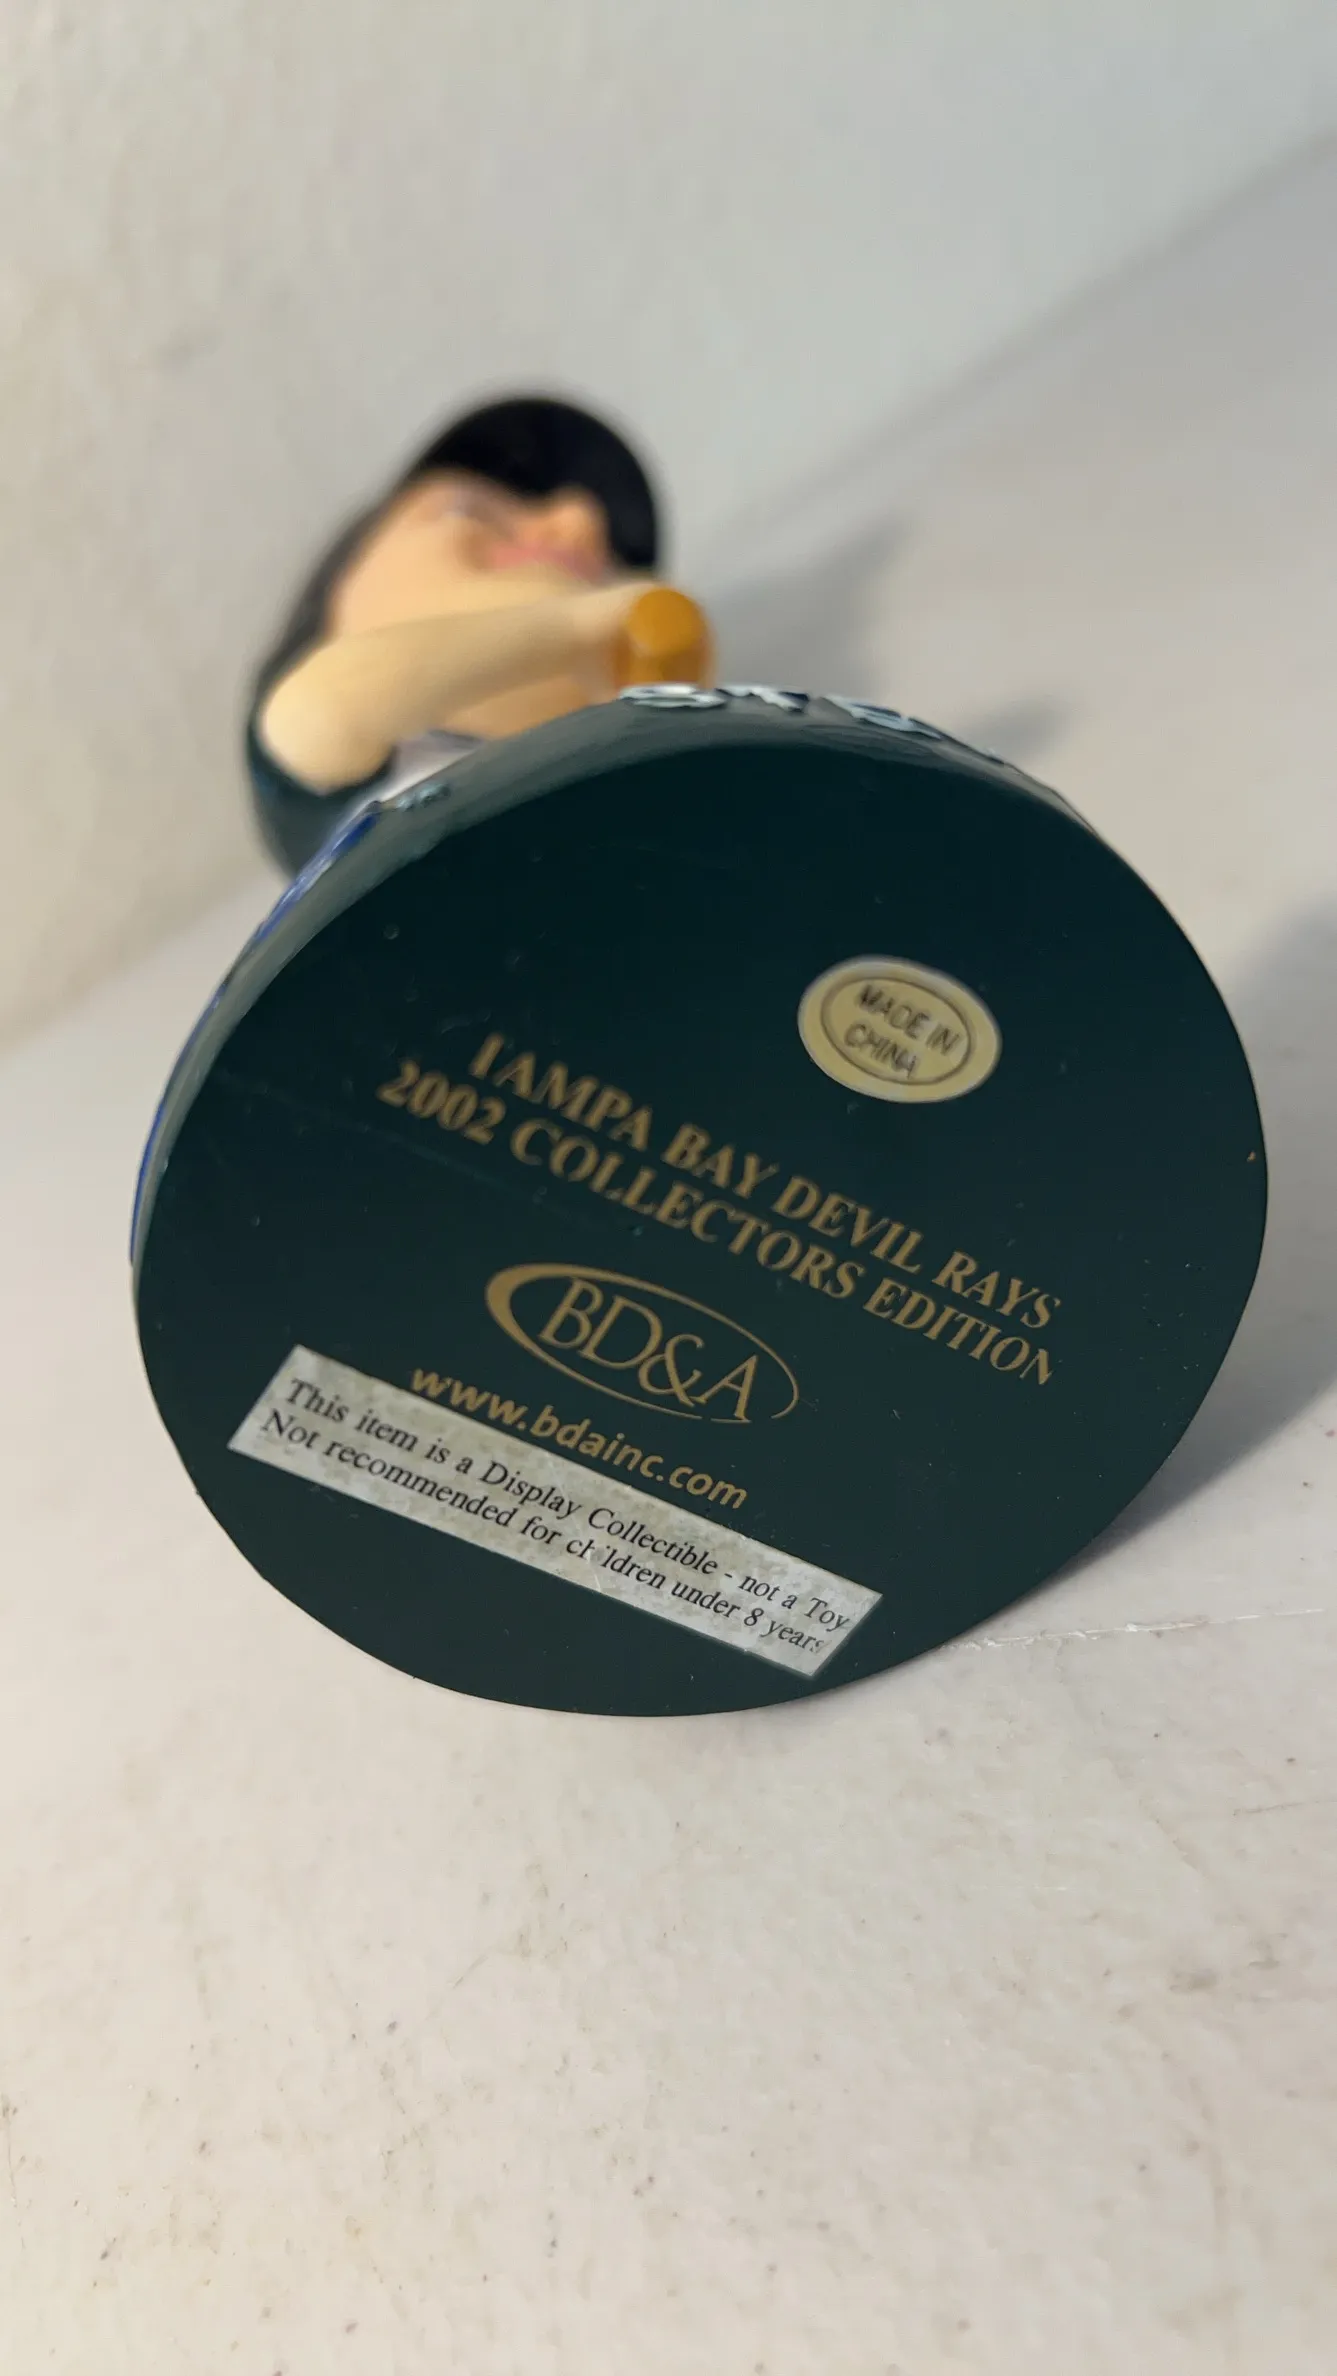 MADE IN
CHINA
TAMPA BAY DEVIL RAYS
2002 COLLECTORS EDITION
BD&A
www.bdainc.com
This item is a Display Collectible - not a Toy
Not recommended for children under 8 years